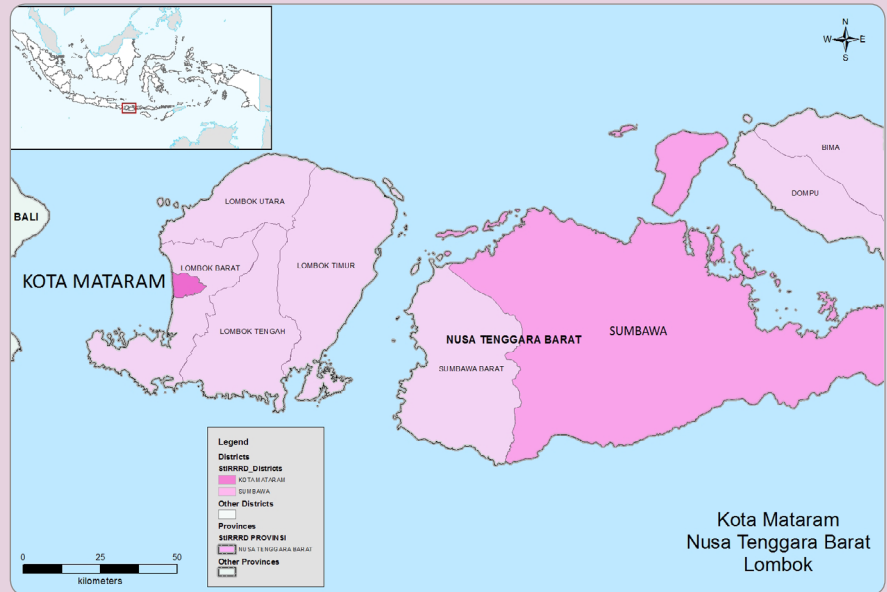 N
W E
S
BIMA
DOMPU
LOMBOK UTARA
BALI
LOMBOK BARAT
LOMBOK TIMUR
KOTA MATARAM
LOMBOK TENGAH
SUMBAWA
NUSA TENGGARA BARAT
SUMBAWA BARAT
Legend
Districts
StIRRRD_Districts
KOTA MATARAM
SUMBAWA
Other Districts
Provinces
StIRRRD PROVINSI
NUSA TENGGARA BARAT
Other Provinces
0 25 50
kilometers
Kota Mataram
Nusa Tenggara Barat
Lombok